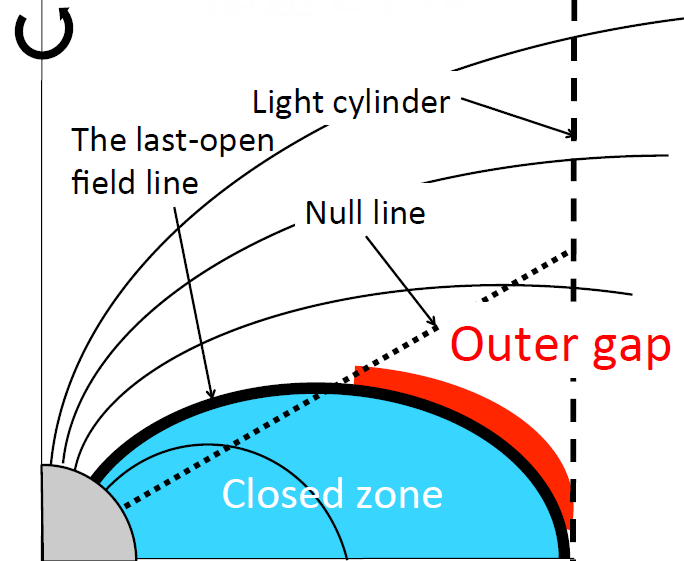 Light cylinder
The last-open
field line
Null line
Outer gap
Closed zone